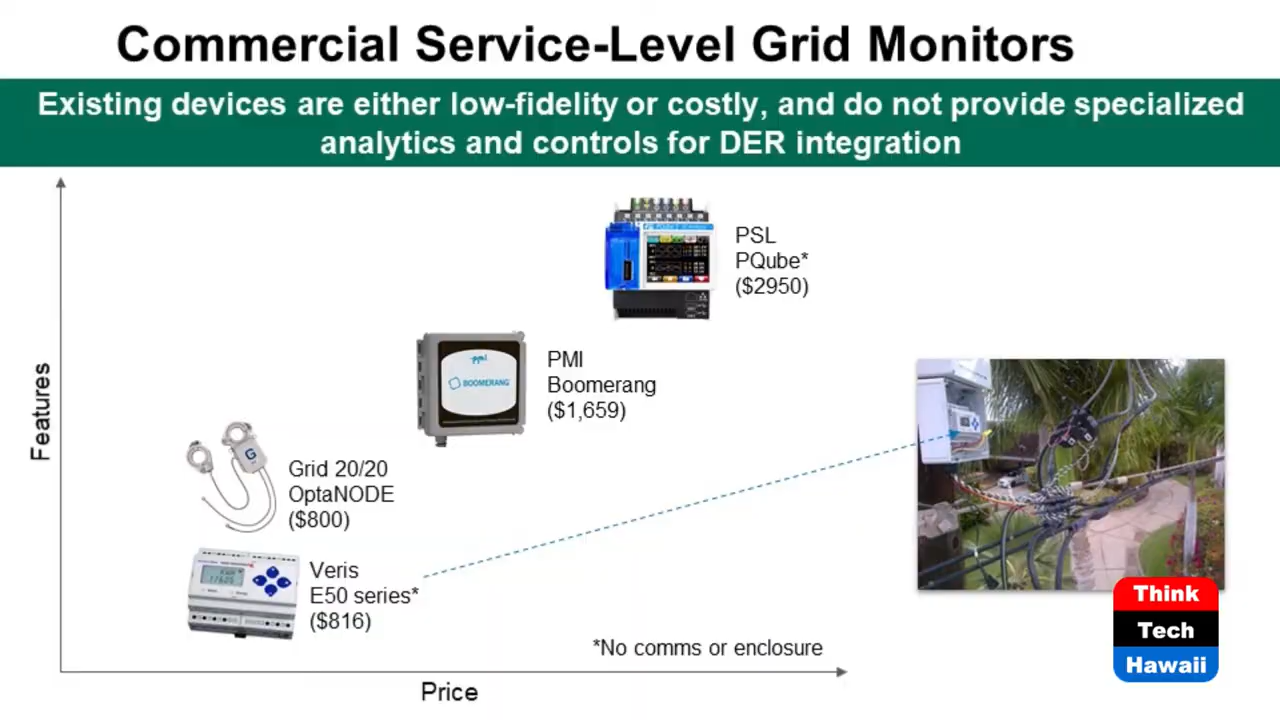 Commercial Service-Level Grid Monitors
Existing devices are either low-fidelity or costly, and do not provide specialized
analytics and controls for DER integration
PSL
PQube*
($2950)
PMI
Boomerang
($1,659)
BOOMERANG
Grid 20/20
OptaNODE
($800)
G
Veris
E50 series*
($816)
*No comms or enclosure
Features
Price
Think
Tech
Hawaii